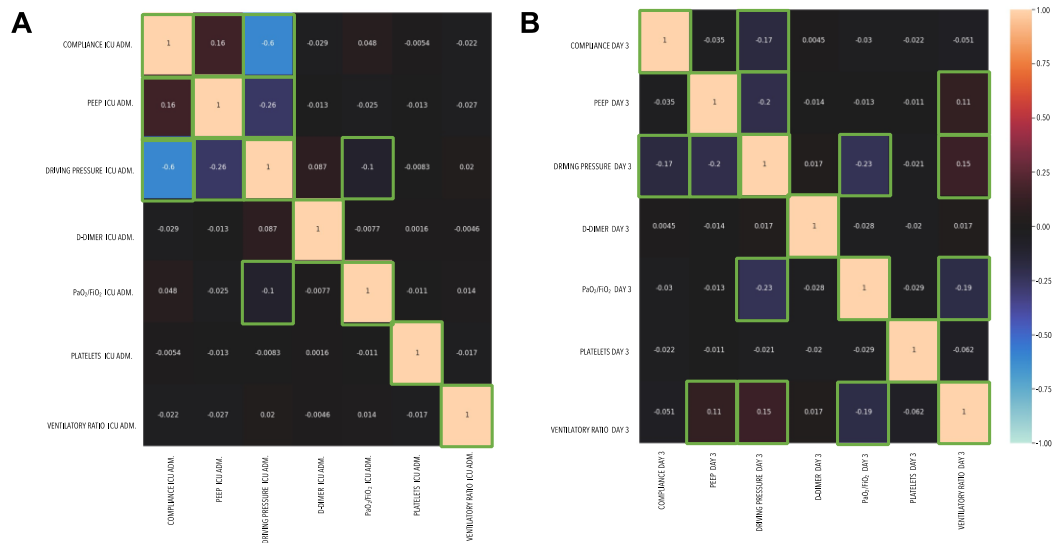 A
COMPLIANCE ICU ADM.
1 0.16 -0.6 -0.029 0.048 -0.0054 -0.022
PEEP ICU ADM.
0.16 1 -0.26 -0.013 -0.025 -0.013 -0.027
DRIVING PRESSURE ICU ADM.
-0.6 -0.26 1 0.087 -0.1 -0.0083 0.02
D-DIMER ICU ADM.
-0.029 -0.013 0.087 1 -0.0077 0.0016 -0.0046
PaO₂/FiO₂ ICU ADM.
0.048 -0.025 -0.1 -0.0077 1 -0.011 0.014
PLATELETS ICU ADM.
-0.0054 -0.013 -0.0083 0.0016 -0.011 1 -0.017
VENTILATORY RATIO ICU ADM.
-0.022 -0.027 0.02 -0.0046 0.014 -0.017 1
COMPLIANCE ICU ADM.
PEEP ICU ADM.
DRIVING PRESSURE ICU ADM.
D-DIMER ICU ADM.
PaO₂/FiO₂ ICU ADM.
PLATELETS ICU ADM.
VENTILATORY RATIO ICU ADM.
B
COMPLIANCE DAY 3
1 -0.035 -0.17 0.0045 -0.03 -0.022 -0.051
PEEP DAY 3
-0.035 1 -0.2 -0.014 -0.013 -0.011 0.11
DRIVING PRESSURE DAY 3
-0.17 -0.2 1 0.017 -0.23 -0.021 0.15
D-DIMER DAY 3
0.0045 -0.014 0.017 1 -0.028 -0.02 0.017
PaO₂/FiO₂ DAY 3
-0.03 -0.013 -0.23 -0.028 1 -0.029 -0.19
PLATELETS DAY 3
-0.022 -0.011 -0.021 -0.02 -0.029 1 -0.062
VENTILATORY RATIO DAY 3
-0.051 0.11 0.15 0.017 -0.19 -0.062 1
COMPLIANCE DAY 3
PEEP DAY 3
DRIVING PRESSURE DAY 3
D-DIMER DAY 3
PaO₂/FiO₂ DAY 3
PLATELETS DAY 3
VENTILATORY RATIO DAY 3
1.00
0.75
0.50
0.25
0.00
-0.25
-0.50
-0.75
-1.00